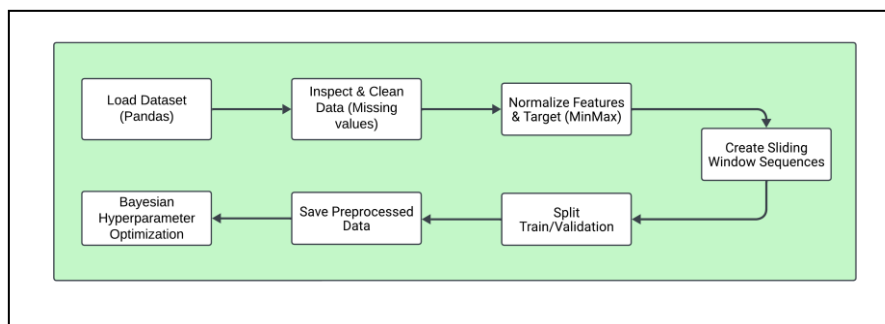 Load Dataset
(Pandas)
Inspect & Clean
Data (Missing
values)
Normalize Features
& Target (MinMax)
Create Sliding
Window Sequences
Split
Train/Validation
Save Preprocessed
Data
Bayesian
Hyperparameter
Optimization